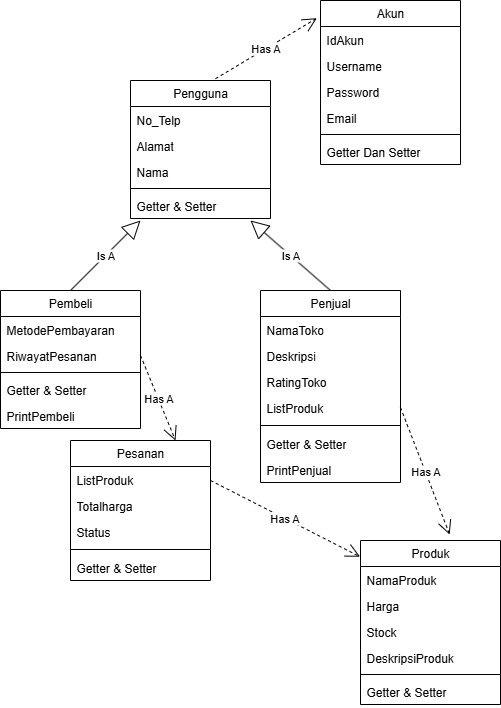 Akun
IdAkun
Username
Password
Email
Getter Dan Setter
Has A
Pengguna
No_Telp
Alamat
Nama
Getter & Setter
Is A
Is A
Pembeli
MetodePembayaran
RiwayatPesanan
Getter & Setter
PrintPembeli
Penjual
NamaToko
Deskripsi
RatingToko
ListProduk
Getter & Setter
PrintPenjual
Has A
Pesanan
ListProduk
Totalharga
Status
Getter & Setter
Has A
Has A
Produk
NamaProduk
Harga
Stock
DeskripsiProduk
Getter & Setter